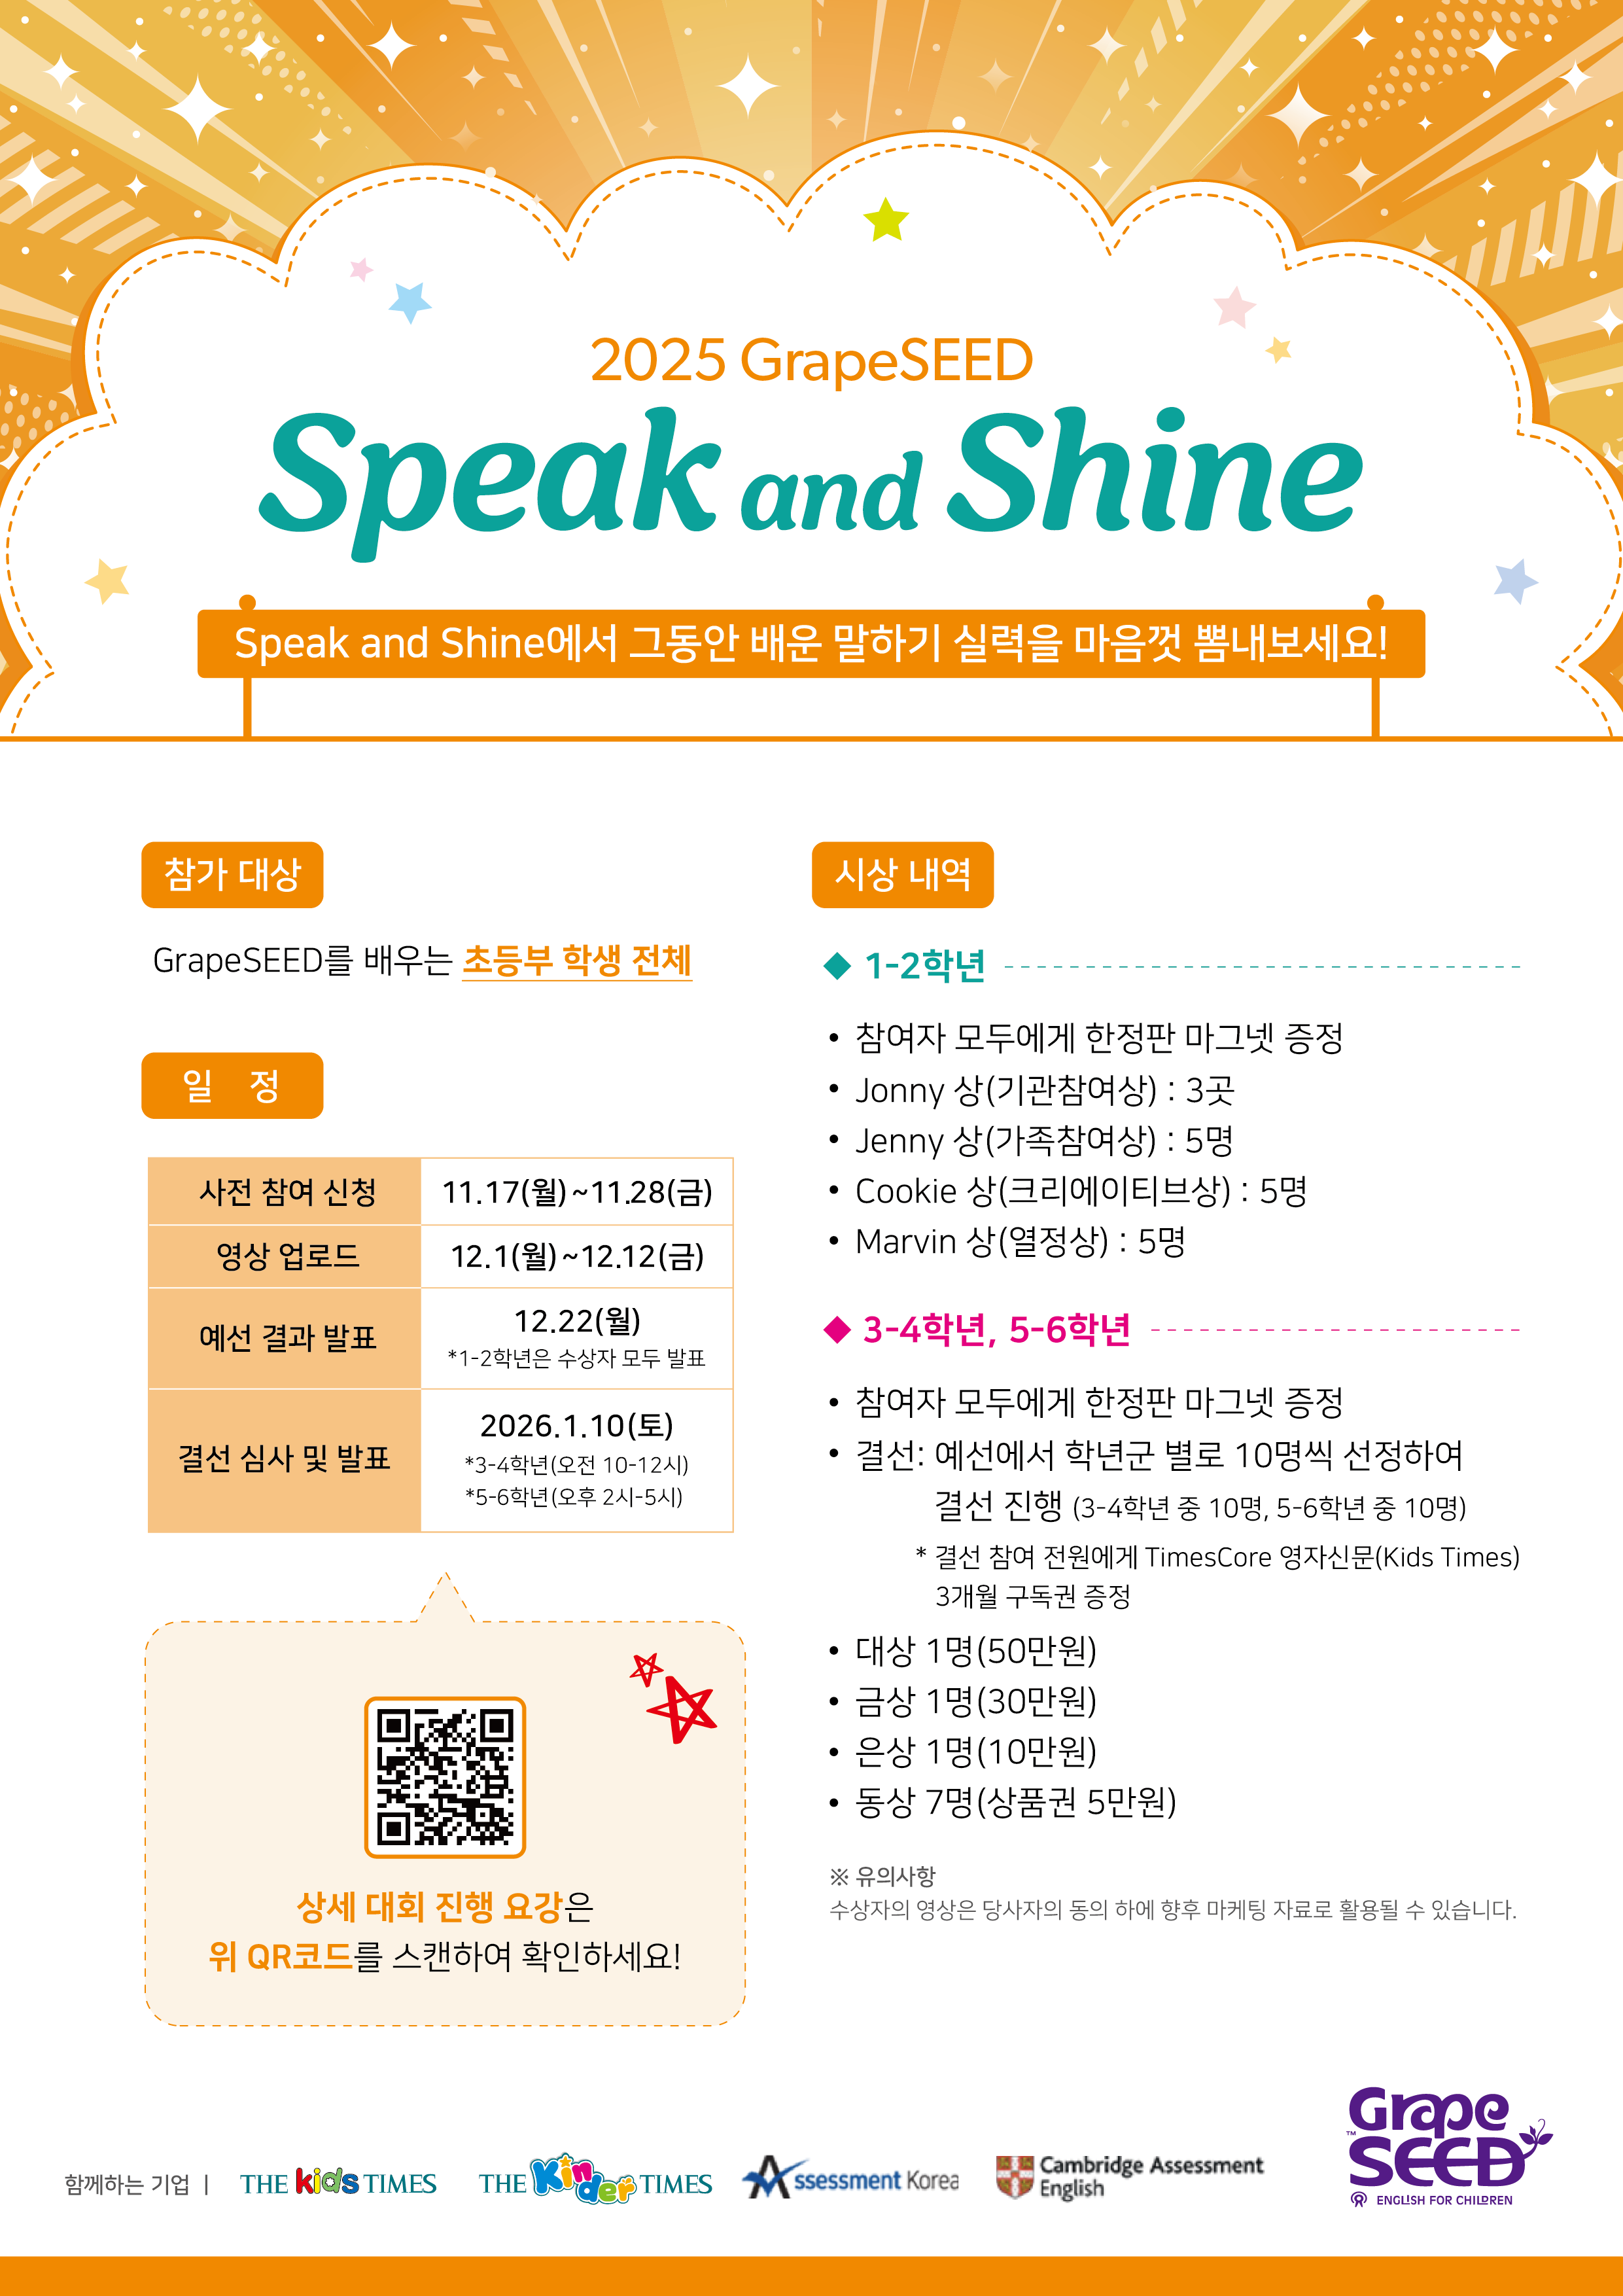 2025 GrapeSEED
Speak and Shine
Speak and Shine에서 그동안 배운 말하기 실력을 마음껏 뽐내보세요!
참가 대상
GrapeSEED를 배우는 초등부 학생 전체
일 정
사전 참여 신청 11.17(월)~11.28(금)
영상 업로드 12.1(월)~12.12(금)
예선 결과 발표 12.22(월)
*1-2학년은 수상자 모두 발표
결선 심사 및 발표 2026.1.10(토)
*3-4학년(오전 10-12시)
*5-6학년(오후 2시-5시)
상세 대회 진행 요강은
위 QR코드를 스캔하여 확인하세요!
시상 내역
◆ 1-2학년
• 참여자 모두에게 한정판 마그넷 증정
• Jonny 상(기관참여상) : 3곳
• Jenny 상(가족참여상) : 5명
• Cookie 상(크리에이티브상) : 5명
• Marvin 상(열정상) : 5명
◆ 3-4학년, 5-6학년
• 참여자 모두에게 한정판 마그넷 증정
• 결선: 예선에서 학년군 별로 10명씩 선정하여
결선 진행 (3-4학년 중 10명, 5-6학년 중 10명)
* 결선 참여 전원에게 TimesCore 영자신문(Kids Times)
3개월 구독권 증정
• 대상 1명(50만원)
• 금상 1명(30만원)
• 은상 1명(10만원)
• 동상 7명(상품권 5만원)
※ 유의사항
수상자의 영상은 당사자의 동의 하에 향후 마케팅 자료로 활용될 수 있습니다.
함께하는 기업 | THE kids TIMES THE Kinder TIMES Assessment Korea Cambridge Assessment
English
Grape
™ SEED
ENGLISH FOR CHILDREN